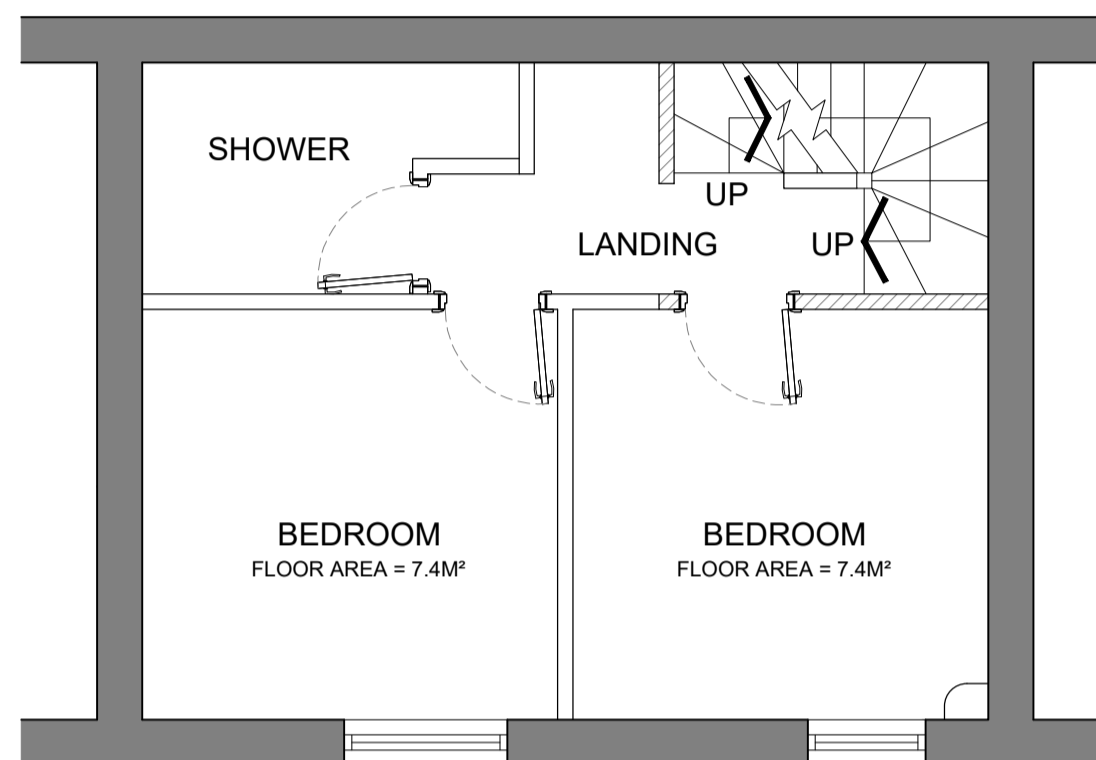 SHOWER
UP
LANDING
UP
BEDROOM
FLOOR AREA = 7.4M²
BEDROOM
FLOOR AREA = 7.4M²